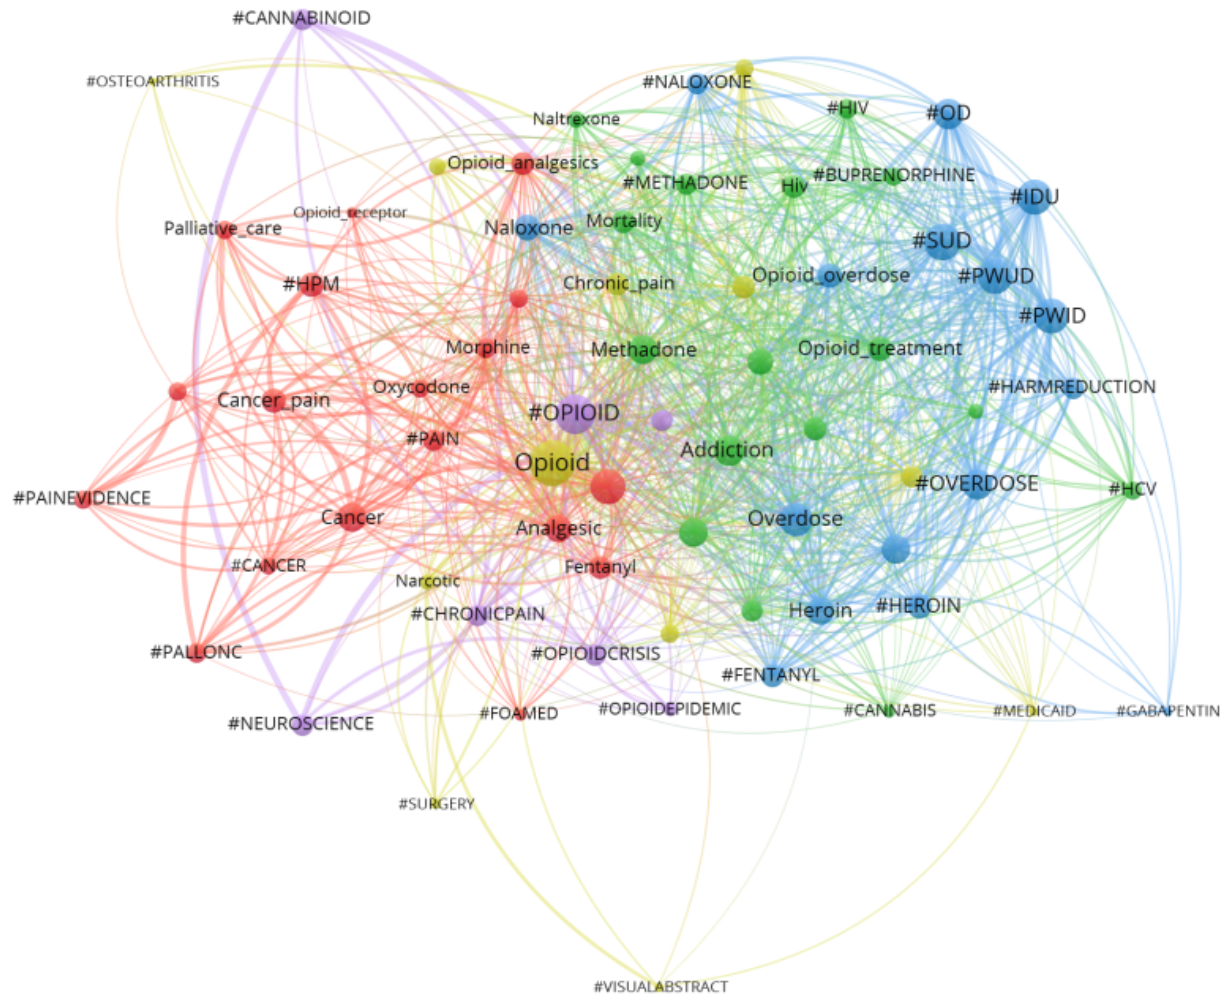 #CANNABINOID
#OSTEOARTHRITIS
#NALOXONE
#HIV
#OD
Naltrexone
Opioid_analgesics
#METHADONE
Hiv
#BUPRENORPHINE
#IDU
Opioid_receptor
Palliative_care
Naloxone
Mortality
#SUD
#HPM
Chronic_pain
Opioid_overdose
#PWUD
#PWID
Morphine
Methadone
Opioid_treatment
Cancer_pain
Oxycodone
#HARMREDUCTION
#OPIOID
#PAIN
Addiction
Opioid
#PAINEVIDENCE
#OVERDOSE
#HCV
Cancer
Analgesic
Overdose
#CANCER
Fentanyl
Narcotic
#CHRONICPAIN
Heroin
#HEROIN
#PALLONC
#OPIOIDCRISIS
#FENTANYL
#NEUROSCIENCE
#FOAMED
#OPIOIDEPIDEMIC
#CANNABIS
#MEDICAID
#GABAPENTIN
#SURGERY
#VISUALABSTRACT